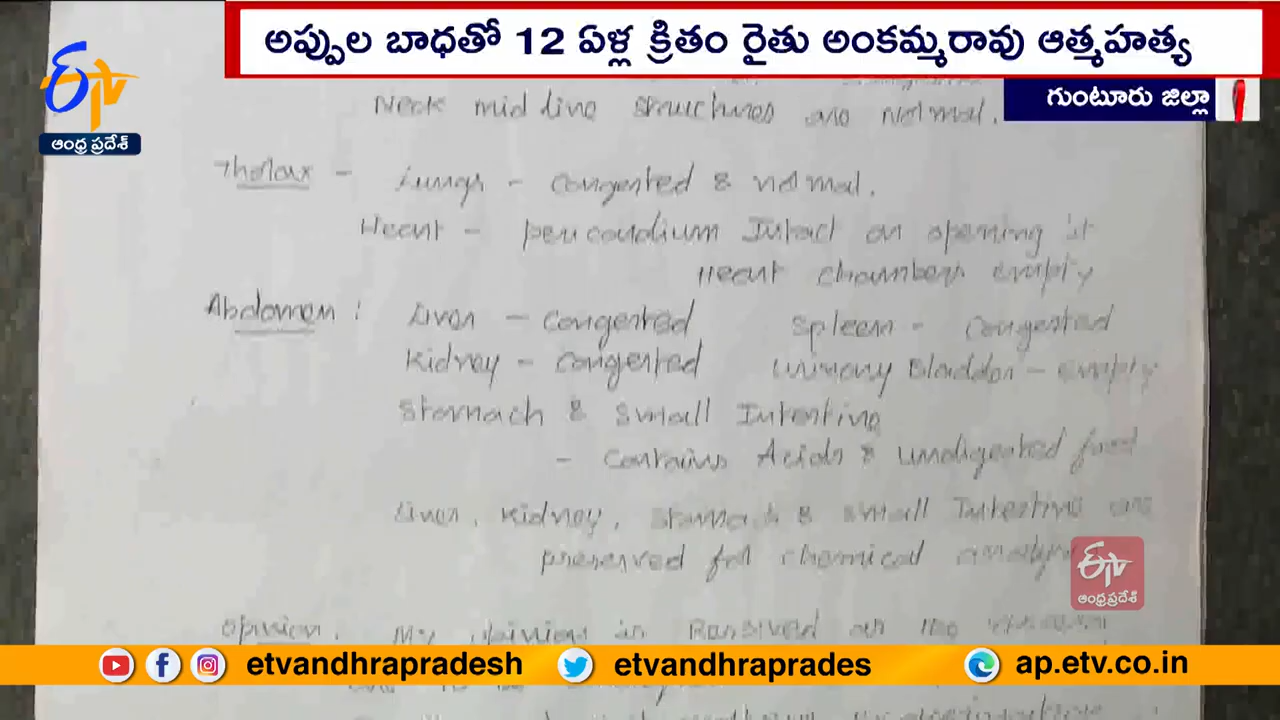 అప్పుల బాధతో 12 ఏళ్ల క్రితం రైతు అంకమ్మరావు ఆత్మహత్య
ETV
ఆంధ్ర ప్రదేశ్
గుంటూరు జిల్లా
Neck midline structures are normal.
Thorax - Lungs - congested & normal.
Heart - pericardium Intact on opening it
Heart chambers empty
Abdomen : Liver - congested Spleen - congested
Kidney - congested urinary Bladder - empty
Stomach & small Intestine
- contains Acids & undigested food
Liver, Kidney, Stomach & small Intestine are
preserved for chemical
ఆంధ్రప్రదేశ్
opinion. My opinion is Reserved
etvandhrapradesh
etvandhraprades
ap.etv.co.in